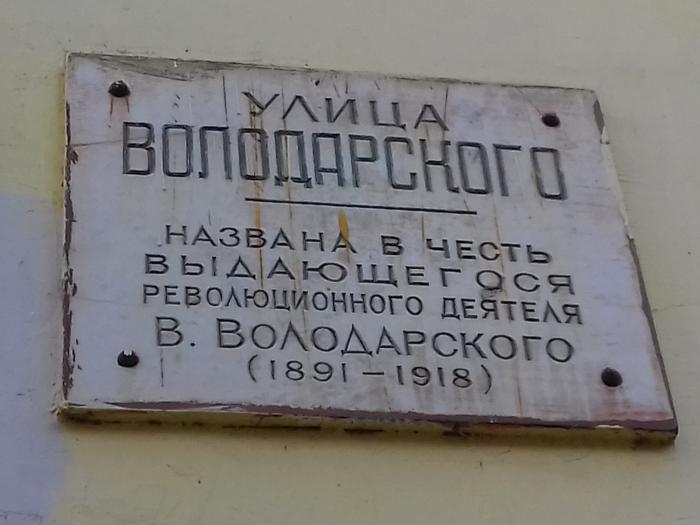 УЛИЦА
ВОЛОДАРСКОГО
НАЗВАНА В ЧЕСТЬ
ВЫДАЮЩЕГОСЯ
РЕВОЛЮЦИОННОГО ДЕЯТЕЛЯ
В. ВОЛОДАРСКОГО
(1891 – 1918)